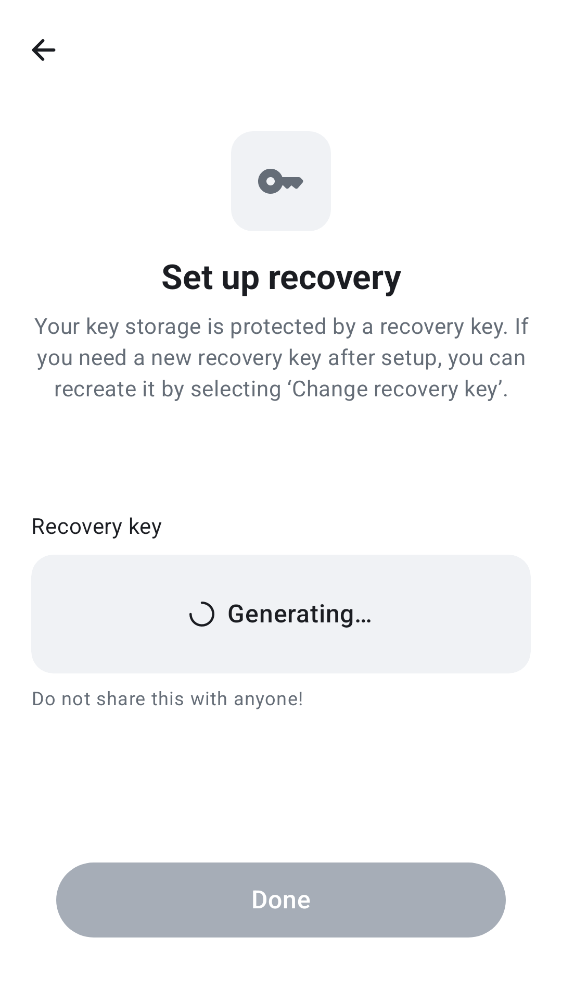 Set up recovery
Your key storage is protected by a recovery key. If
you need a new recovery key after setup, you can
recreate it by selecting ‘Change recovery key’.
Recovery key
Generating…
Do not share this with anyone!
Done